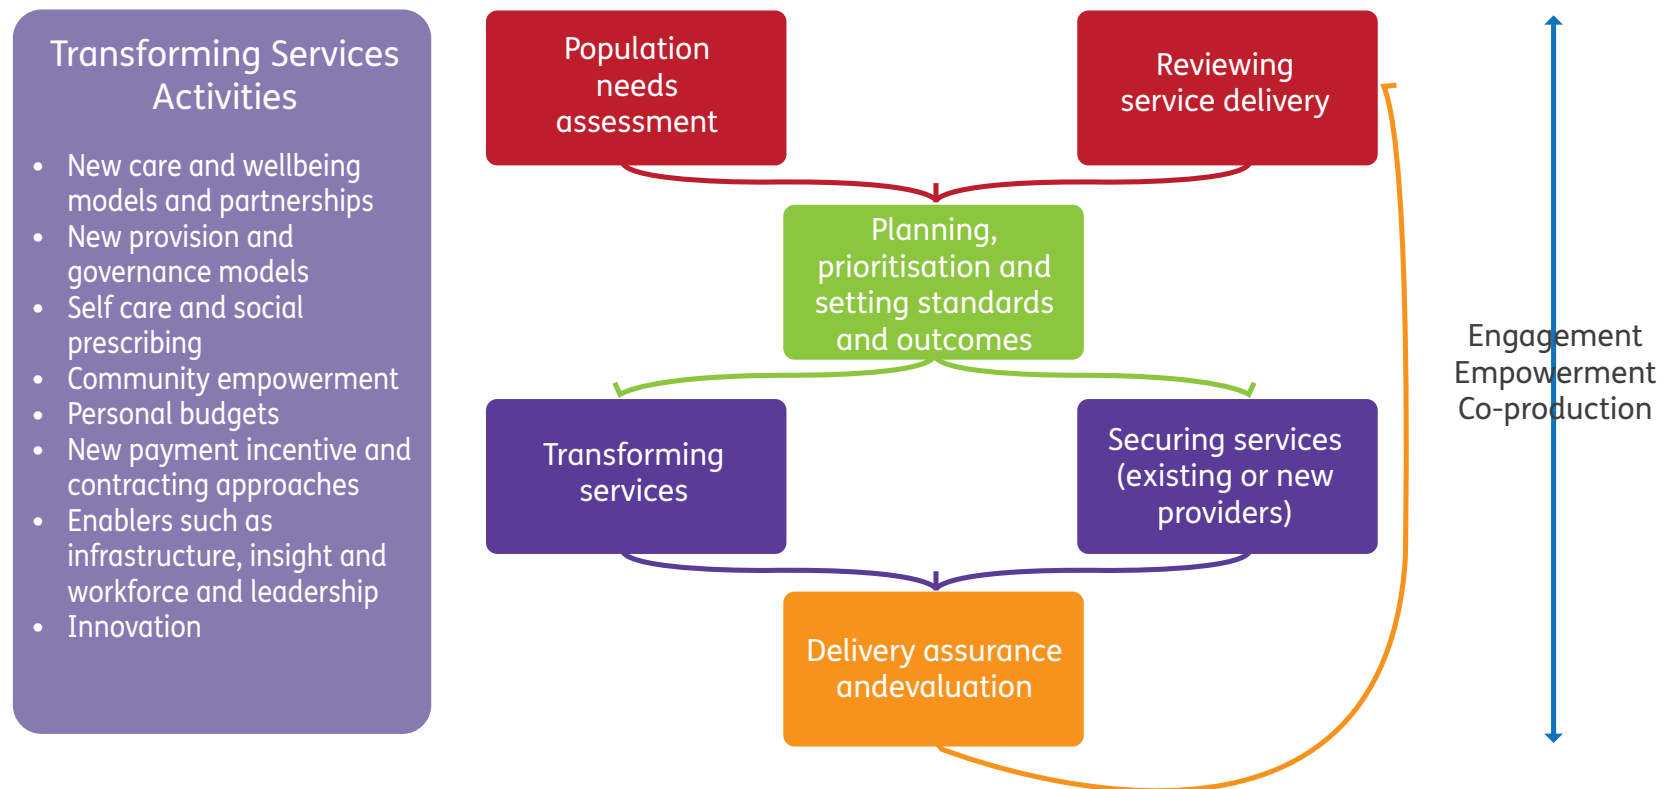 Transforming Services
Activities
• New care and wellbeing
models and partnerships
• New provision and
governance models
• Self care and social
prescribing
• Community empowerment
• Personal budgets
• New payment incentive and
contracting approaches
• Enablers such as
infrastructure, insight and
workforce and leadership
• Innovation
Population
needs
assessment
Reviewing
service delivery
Planning,
prioritisation and
setting standards
and outcomes
Transforming
services
Securing services
(existing or new
providers)
Delivery assurance
andevaluation
Engagement
Empowerment
Co-production